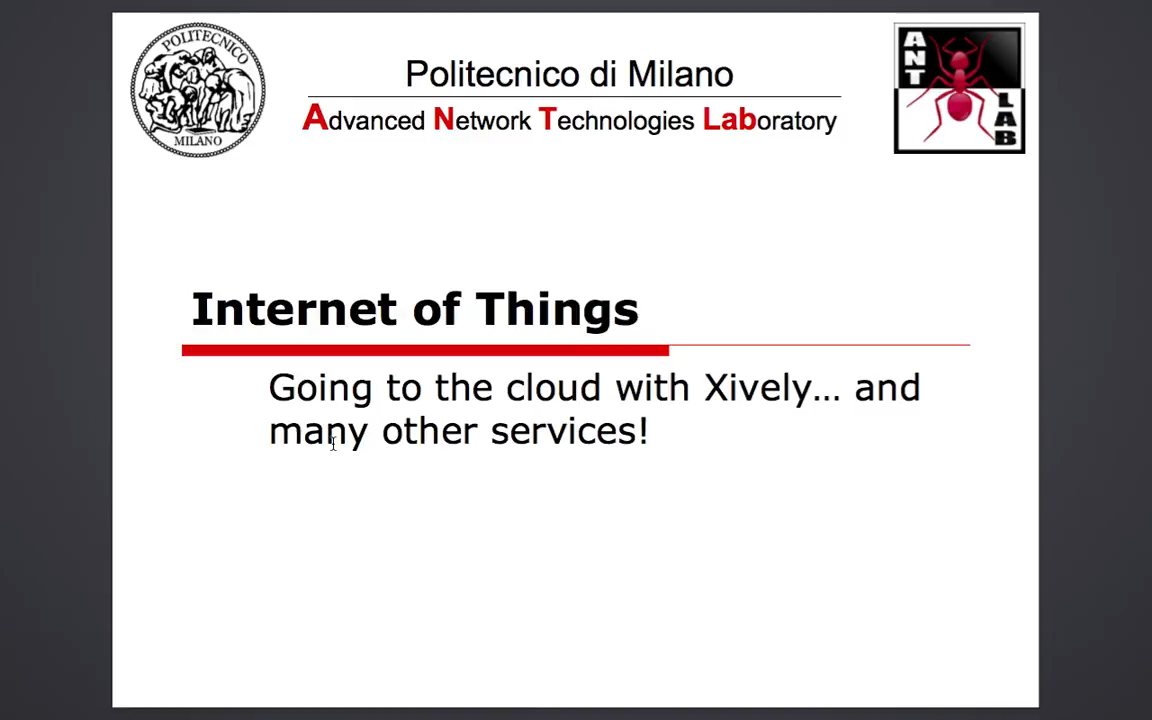 POLITECNICO
MILANO
Politecnico di Milano
Advanced Network Technologies Laboratory
ANT
LAB
Internet of Things
Going to the cloud with Xively… and
many other services!